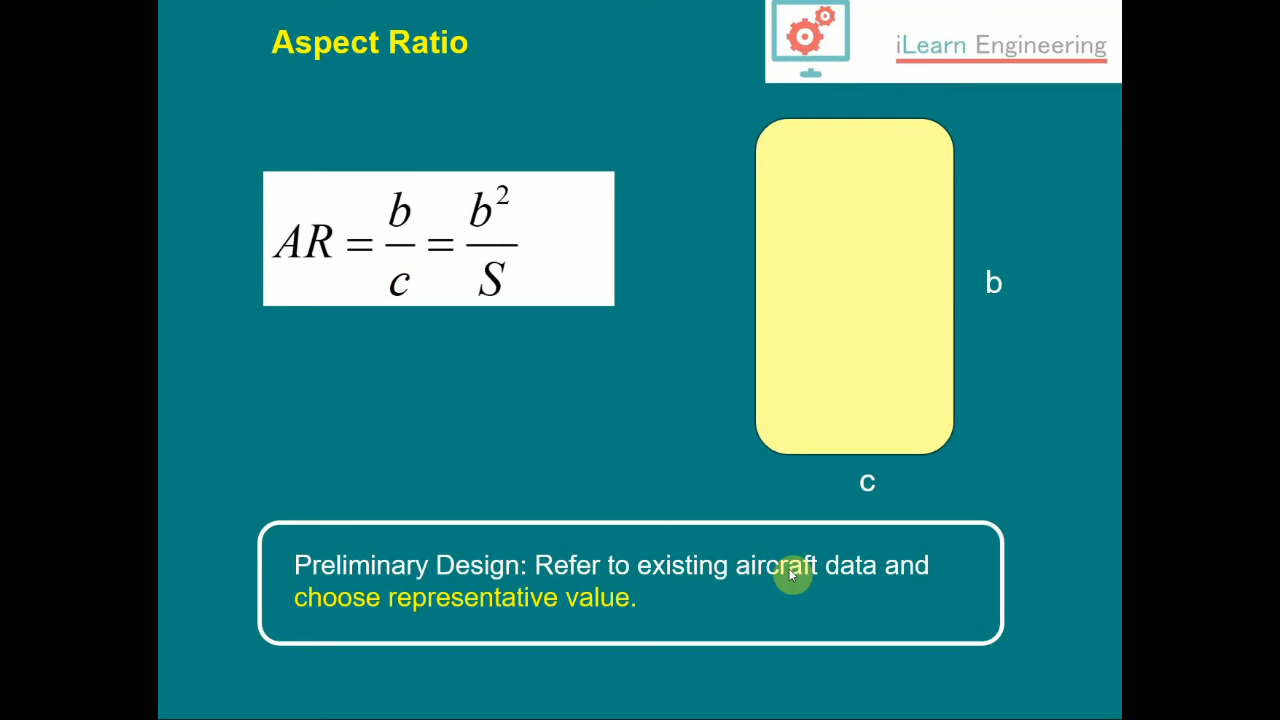 Aspect Ratio
iLearn Engineering
AR = b/c = b²/S
b
c
Preliminary Design: Refer to existing aircraft data and
choose representative value.